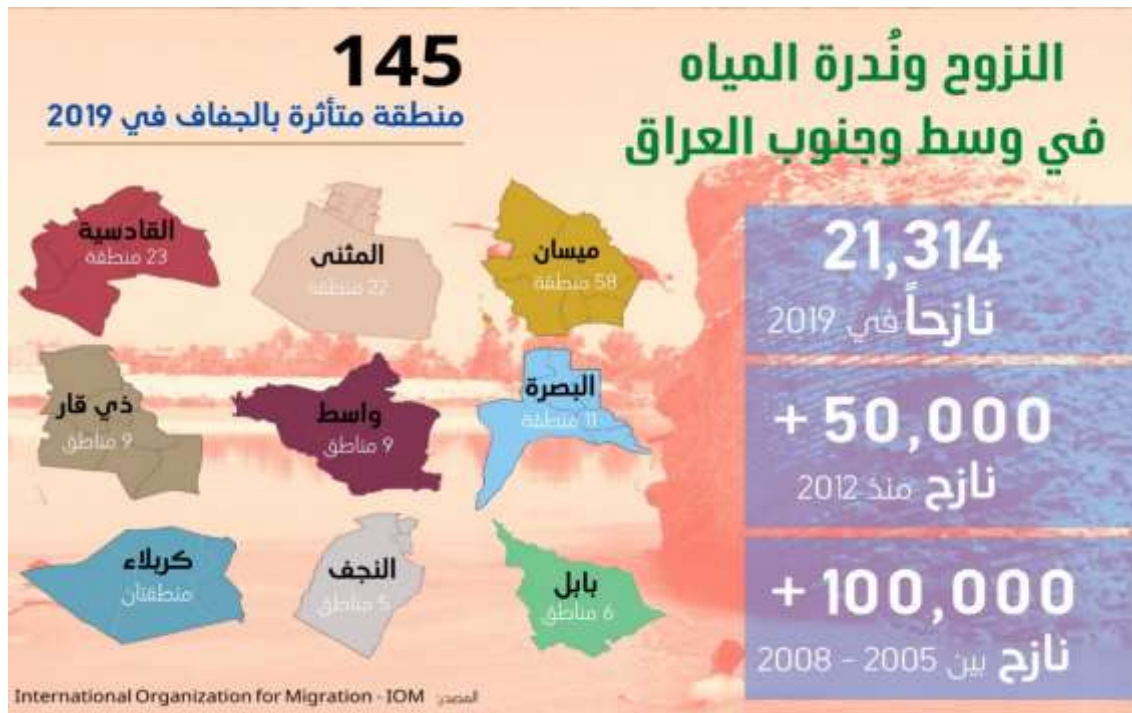 النزوح ونُدرة المياه
في وسط وجنوب العراق
145
منطقة متأثرة بالجفاف في 2019
21,314
نازحاً في 2019
+ 50,000
نازح منذ 2012
+ 100,000
نازح بين 2005 - 2008
ميسان
58 منطقة
المثنى
22 منطقة
القادسية
23 منطقة
البصرة
11 منطقة
واسط
9 مناطق
ذي قار
9 مناطق
بابل
6 مناطق
النجف
5 مناطق
كربلاء
منطقتان
المصدر: International Organization for Migration - IOM